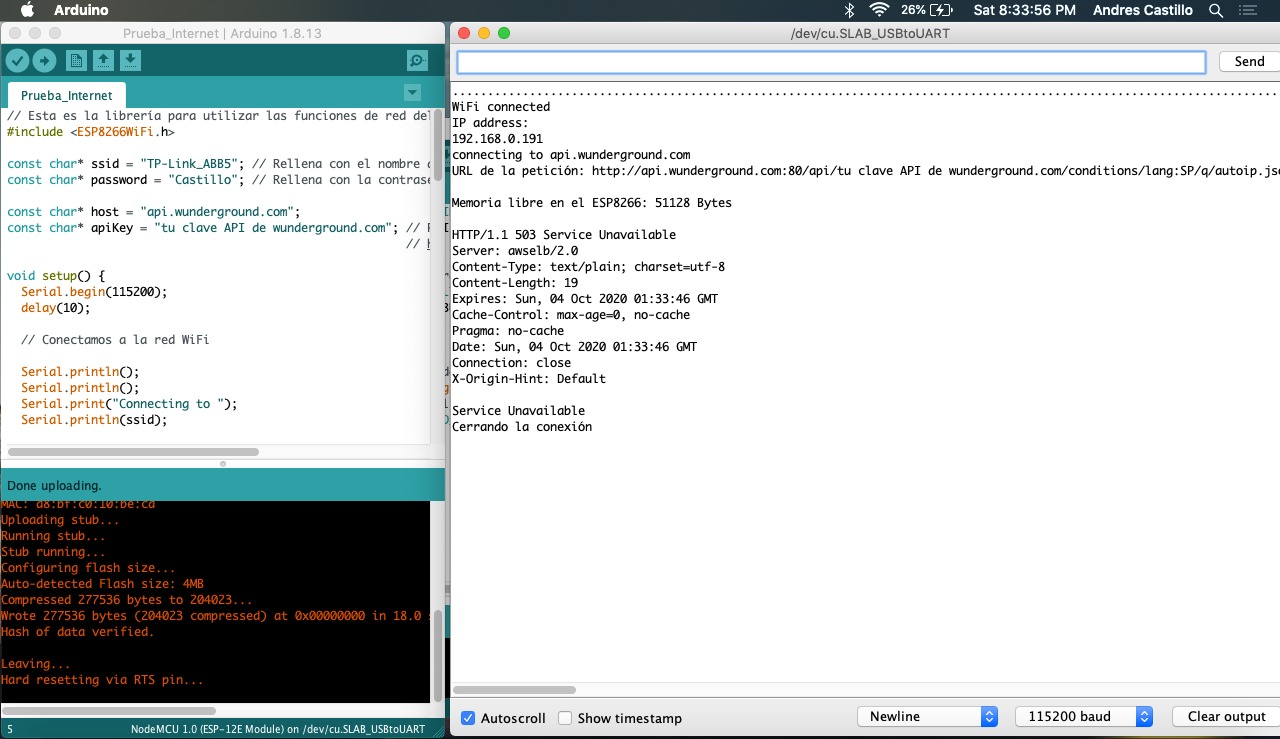 Arduino
26%
Sat 8:33:56 PM
Andres Castillo
Prueba_Internet | Arduino 1.8.13
Prueba_Internet
// Esta es la librería para utilizar las funciones de red del
#include <ESP8266WiFi.h>
const char* ssid = "TP-Link_ABB5"; // Rellena con el nombre
const char* password = "Castillo"; // Rellena con la
const char* host = "api.wunderground.com";
const char* apiKey = "tu clave API de wunderground.com"; //
//
void setup() {
Serial.begin(115200);
delay(10);
// Conectamos a la red WiFi
Serial.println();
Serial.println();
Serial.print("Connecting to ");
Serial.println(ssid);
Done uploading.
MAC: d8:bf:c0:10:be:cd
Uploading stub...
Running stub...
Stub running...
Configuring flash size...
Auto-detected Flash size: 4MB
Compressed 277536 bytes to 204023...
Wrote 277536 bytes (204023 compressed) at 0x00000000 in 18.0
Hash of data verified.
Leaving...
Hard resetting via RTS pin...
5
NodeMCU 1.0 (ESP-12E Module) on /dev/cu.SLAB_USBtoUART
/dev/cu.SLAB_USBtoUART
Send
WiFi connected
IP address:
192.168.0.191
connecting to api.wunderground.com
URL de la petición: http://api.wunderground.com:80/api/tu clave API de wunderground.com/conditions/lang:SP/q/autoip.jso
Memoria libre en el ESP8266: 51128 Bytes
HTTP/1.1 503 Service Unavailable
Server: awselb/2.0
Content-Type: text/plain; charset=utf-8
Content-Length: 19
Expires: Sun, 04 Oct 2020 01:33:46 GMT
Cache-Control: max-age=0, no-cache
Pragma: no-cache
Date: Sun, 04 Oct 2020 01:33:46 GMT
Connection: close
X-Origin-Hint: Default
Service Unavailable
Cerrando la conexión
Autoscroll
Show timestamp
Newline
115200 baud
Clear output